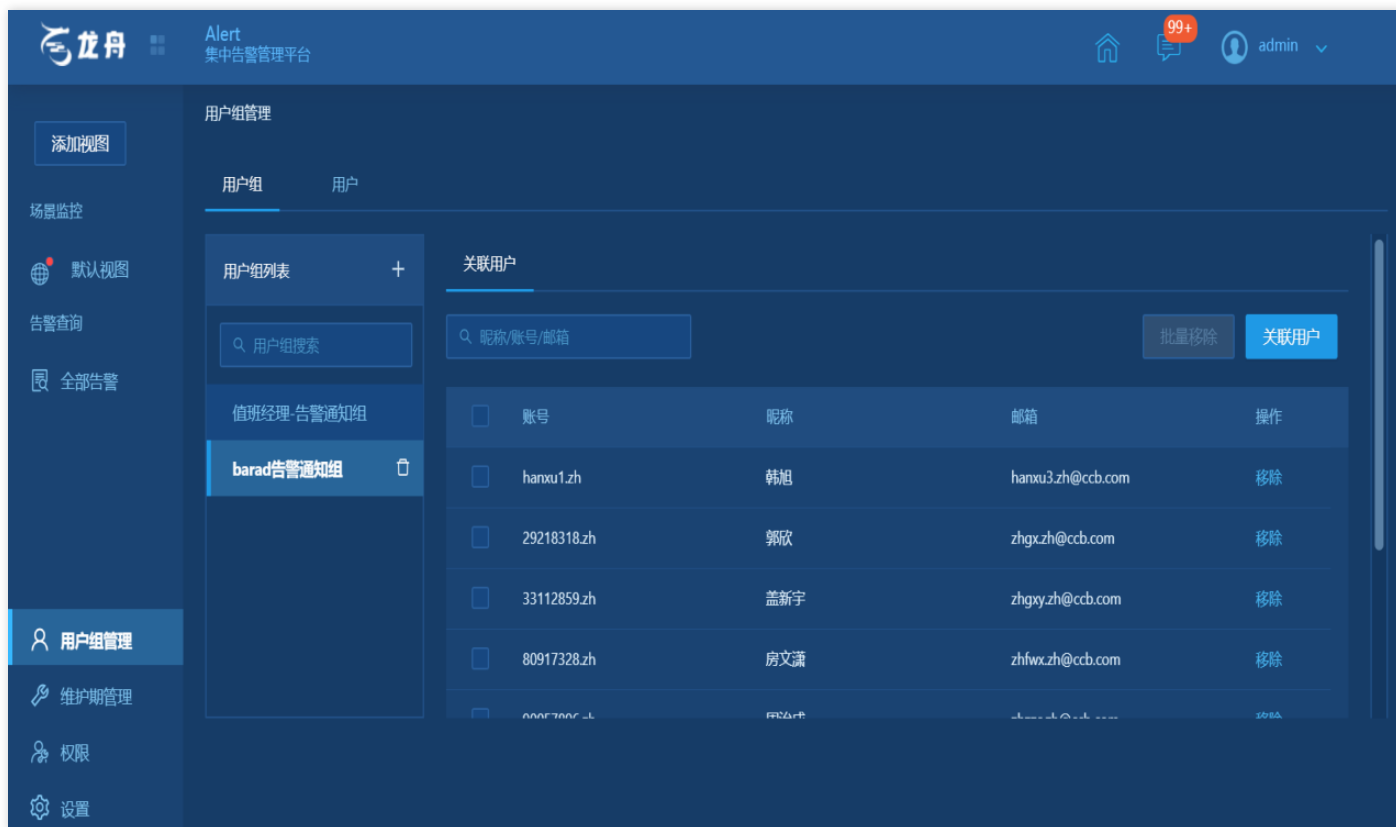 龙舟
Alert
集中告警管理平台
99+
admin
添加视图
场景监控
默认视图
告警查询
全部告警
用户组管理
维护期管理
权限
设置
用户组管理
用户组 用户
用户组列表 +
用户组搜索
值班经理-告警通知组
barad告警通知组
关联用户
昵称/账号/邮箱
批量移除 关联用户
账号 昵称 邮箱 操作
hanxu1.zh 韩旭 hanxu3.zh@ccb.com 移除
29218318.zh 郭欣 zhgx.zh@ccb.com 移除
33112859.zh 盖新宇 zhgxy.zh@ccb.com 移除
80917328.zh 房文潇 zhfwx.zh@ccb.com 移除
移除